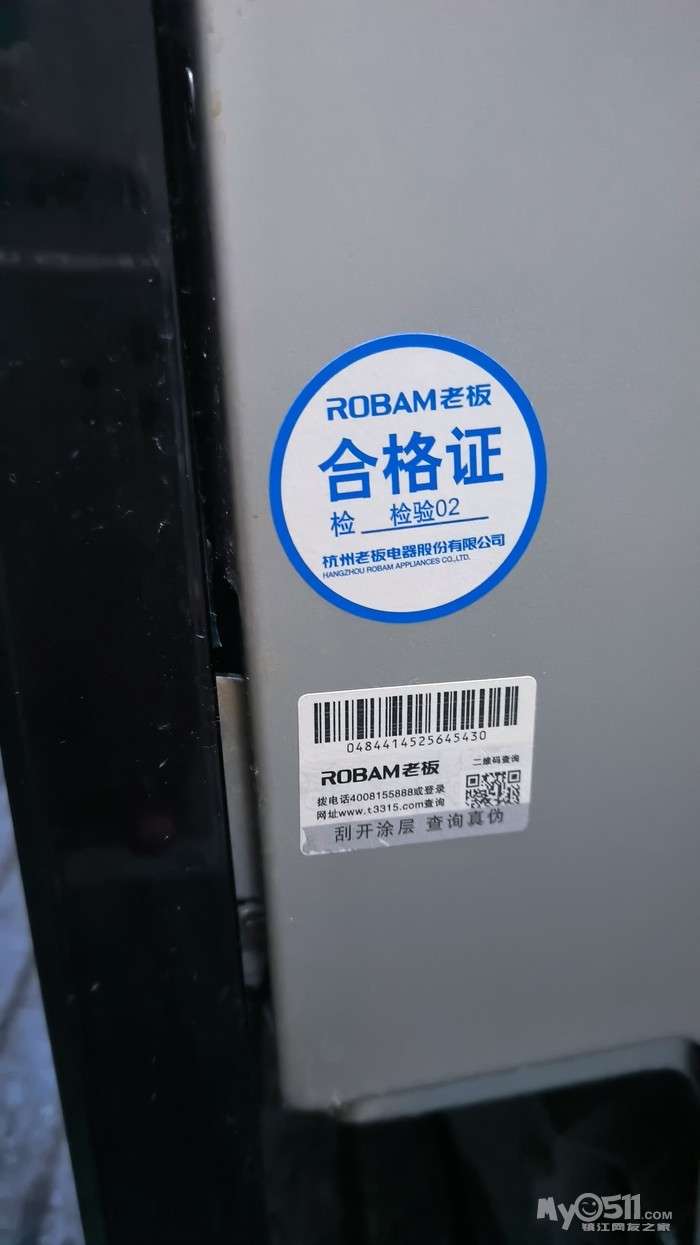 ROBAM老板
合格证
检 检验02
杭州老板电器股份有限公司
HANGZHOU ROBAM APPLIANCES CO.,LTD.
0484414525645430
ROBAM老板
二维码查询
拨电话4008155888或登录
网址www.t3315.com查询
刮开涂层 查询真伪
MyO511.COM
镇江网友之家